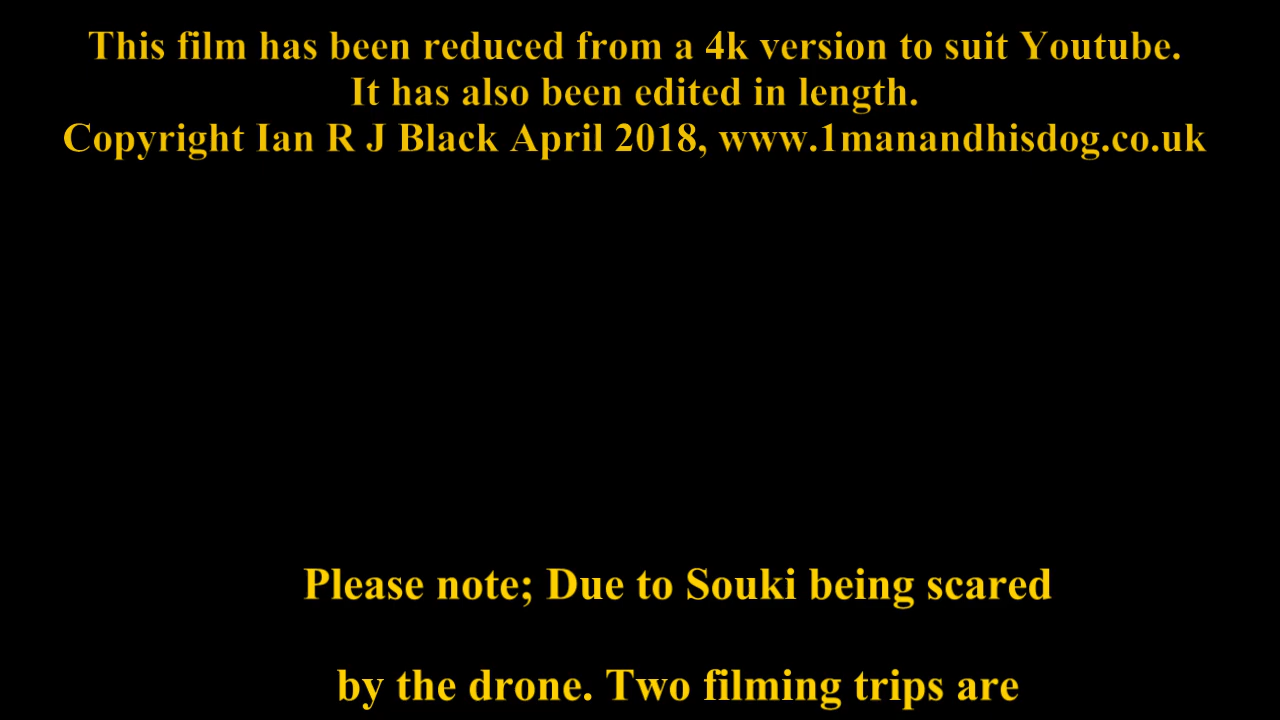 This film has been reduced from a 4k version to suit Youtube.
It has also been edited in length.
Copyright Ian R J Black April 2018, www.1manandhisdog.co.uk
Please note; Due to Souki being scared
by the drone. Two filming trips are